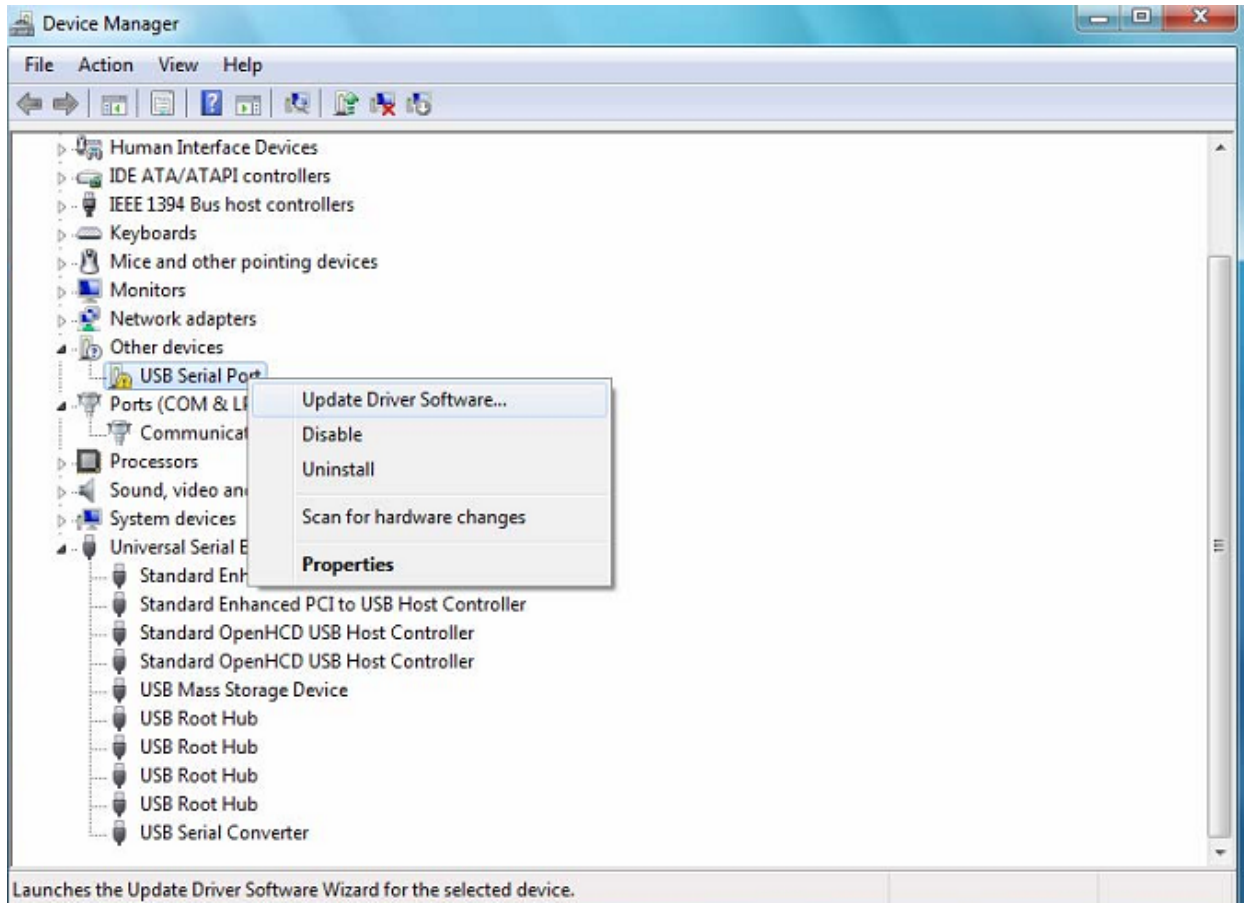 Device Manager
File Action View Help
Human Interface Devices
IDE ATA/ATAPI controllers
IEEE 1394 Bus host controllers
Keyboards
Mice and other pointing devices
Monitors
Network adapters
Other devices
USB Serial Port
Update Driver Software...
Ports (COM &
Disable
Processors
Uninstall
Sound, video
System devices
Scan for hardware changes
Universal Serial
Properties
Standard
Standard Enhanced PCI to USB Host Controller
Standard OpenHCD USB Host Controller
Standard OpenHCD USB Host Controller
USB Mass Storage Device
USB Root Hub
USB Root Hub
USB Root Hub
USB Root Hub
USB Serial Converter
Launches the Update Driver Software Wizard for the selected device.